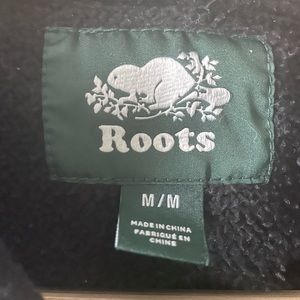 Roots
M/M
MADE IN CHINA
FABRIQUÉ EN
CHINE